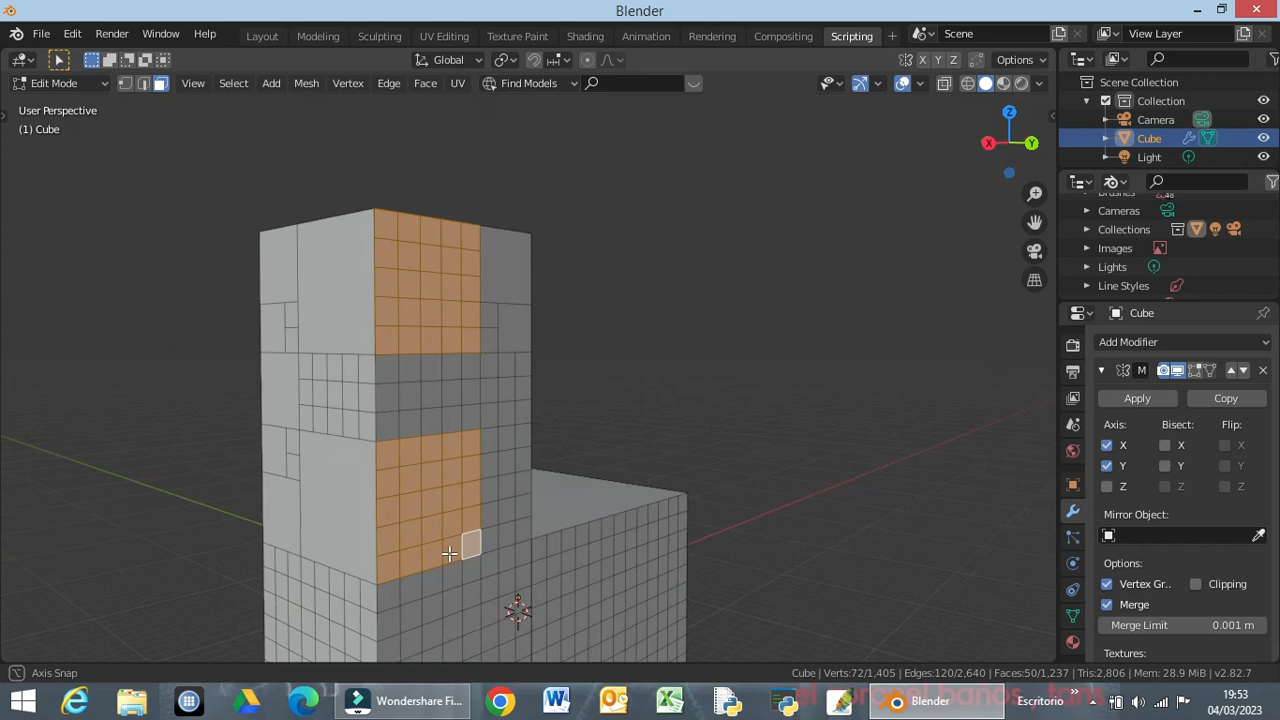 Blender
File Edit Render Window Help Layout Modeling Sculpting UV Editing Texture Paint Shading Animation Rendering Compositing Scripting Scene View Layer
Global X Y Z Options
Edit Mode View Select Add Mesh Vertex Edge Face UV Find Models
User Perspective
(1) Cube
Z
X Y
Scene Collection
Collection
Camera
Cube
Light
48
Cameras
Collections
Images
Lights
Line Styles
Cube
Add Modifier
M
Apply Copy
Axis: Bisect: Flip:
X X X
Y Y Y
Z Z Z
Mirror Object:
Options:
Vertex Gr.. Clipping
Merge
Merge Limit 0.001 m
Textures:
Axis Snap Cube | Verts:72/1,405 | Edges:120/2,640 | Faces:50/1,237 | Tris:2,806 | Mem: 28.9 MiB | v2.82.7
Wondershare Fi... Blender Escritorio 19:53
04/03/2023